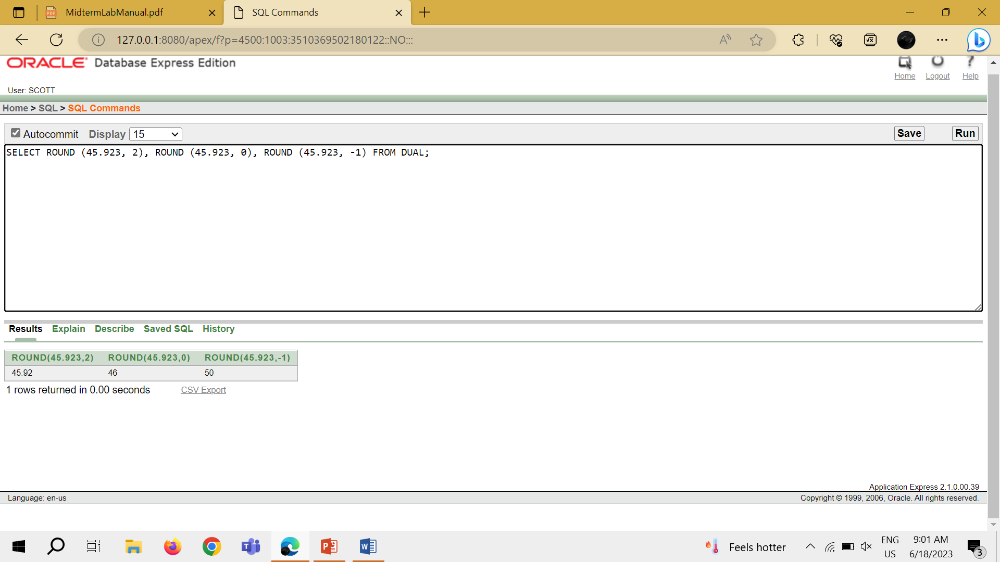 MidtermLabManual.pdf
SQL Commands
127.0.0.1:8080/apex/f?p=4500:1003:3510369502180122::NO:::
ORACLE Database Express Edition
Home Logout Help
User: SCOTT
Home > SQL > SQL Commands
Autocommit Display 15 Save Run
SELECT ROUND (45.923, 2), ROUND (45.923, 0), ROUND (45.923, -1) FROM DUAL;
Results Explain Describe Saved SQL History
ROUND(45.923,2) ROUND(45.923,0) ROUND(45.923,-1)
45.92 46 50
1 rows returned in 0.00 seconds CSV Export
Application Express 2.1.0.00.39
Language: en-us Copyright © 1999, 2006, Oracle. All rights reserved.
Feels hotter
ENG
US
9:01 AM
6/18/2023
3